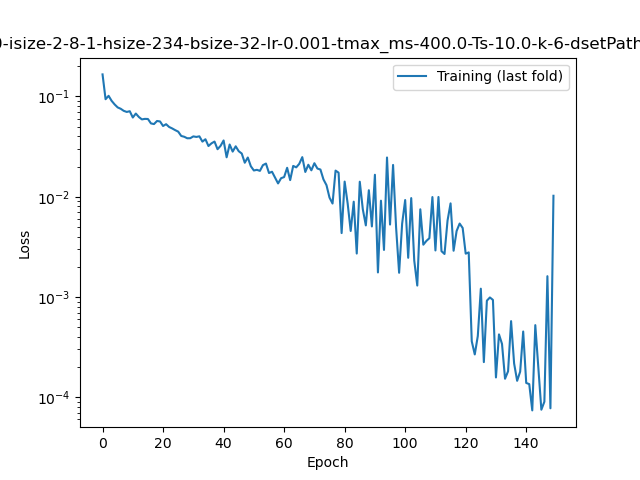 0-isize-2-8-1-hsize-234-bsize-32-lr-0.001-tmax_ms-400.0-Ts-10.0-k-6-dsetPath
Training (last fold)
Loss
10⁻¹
10⁻²
10⁻³
10⁻⁴
0 20 40 60 80 100 120 140
Epoch